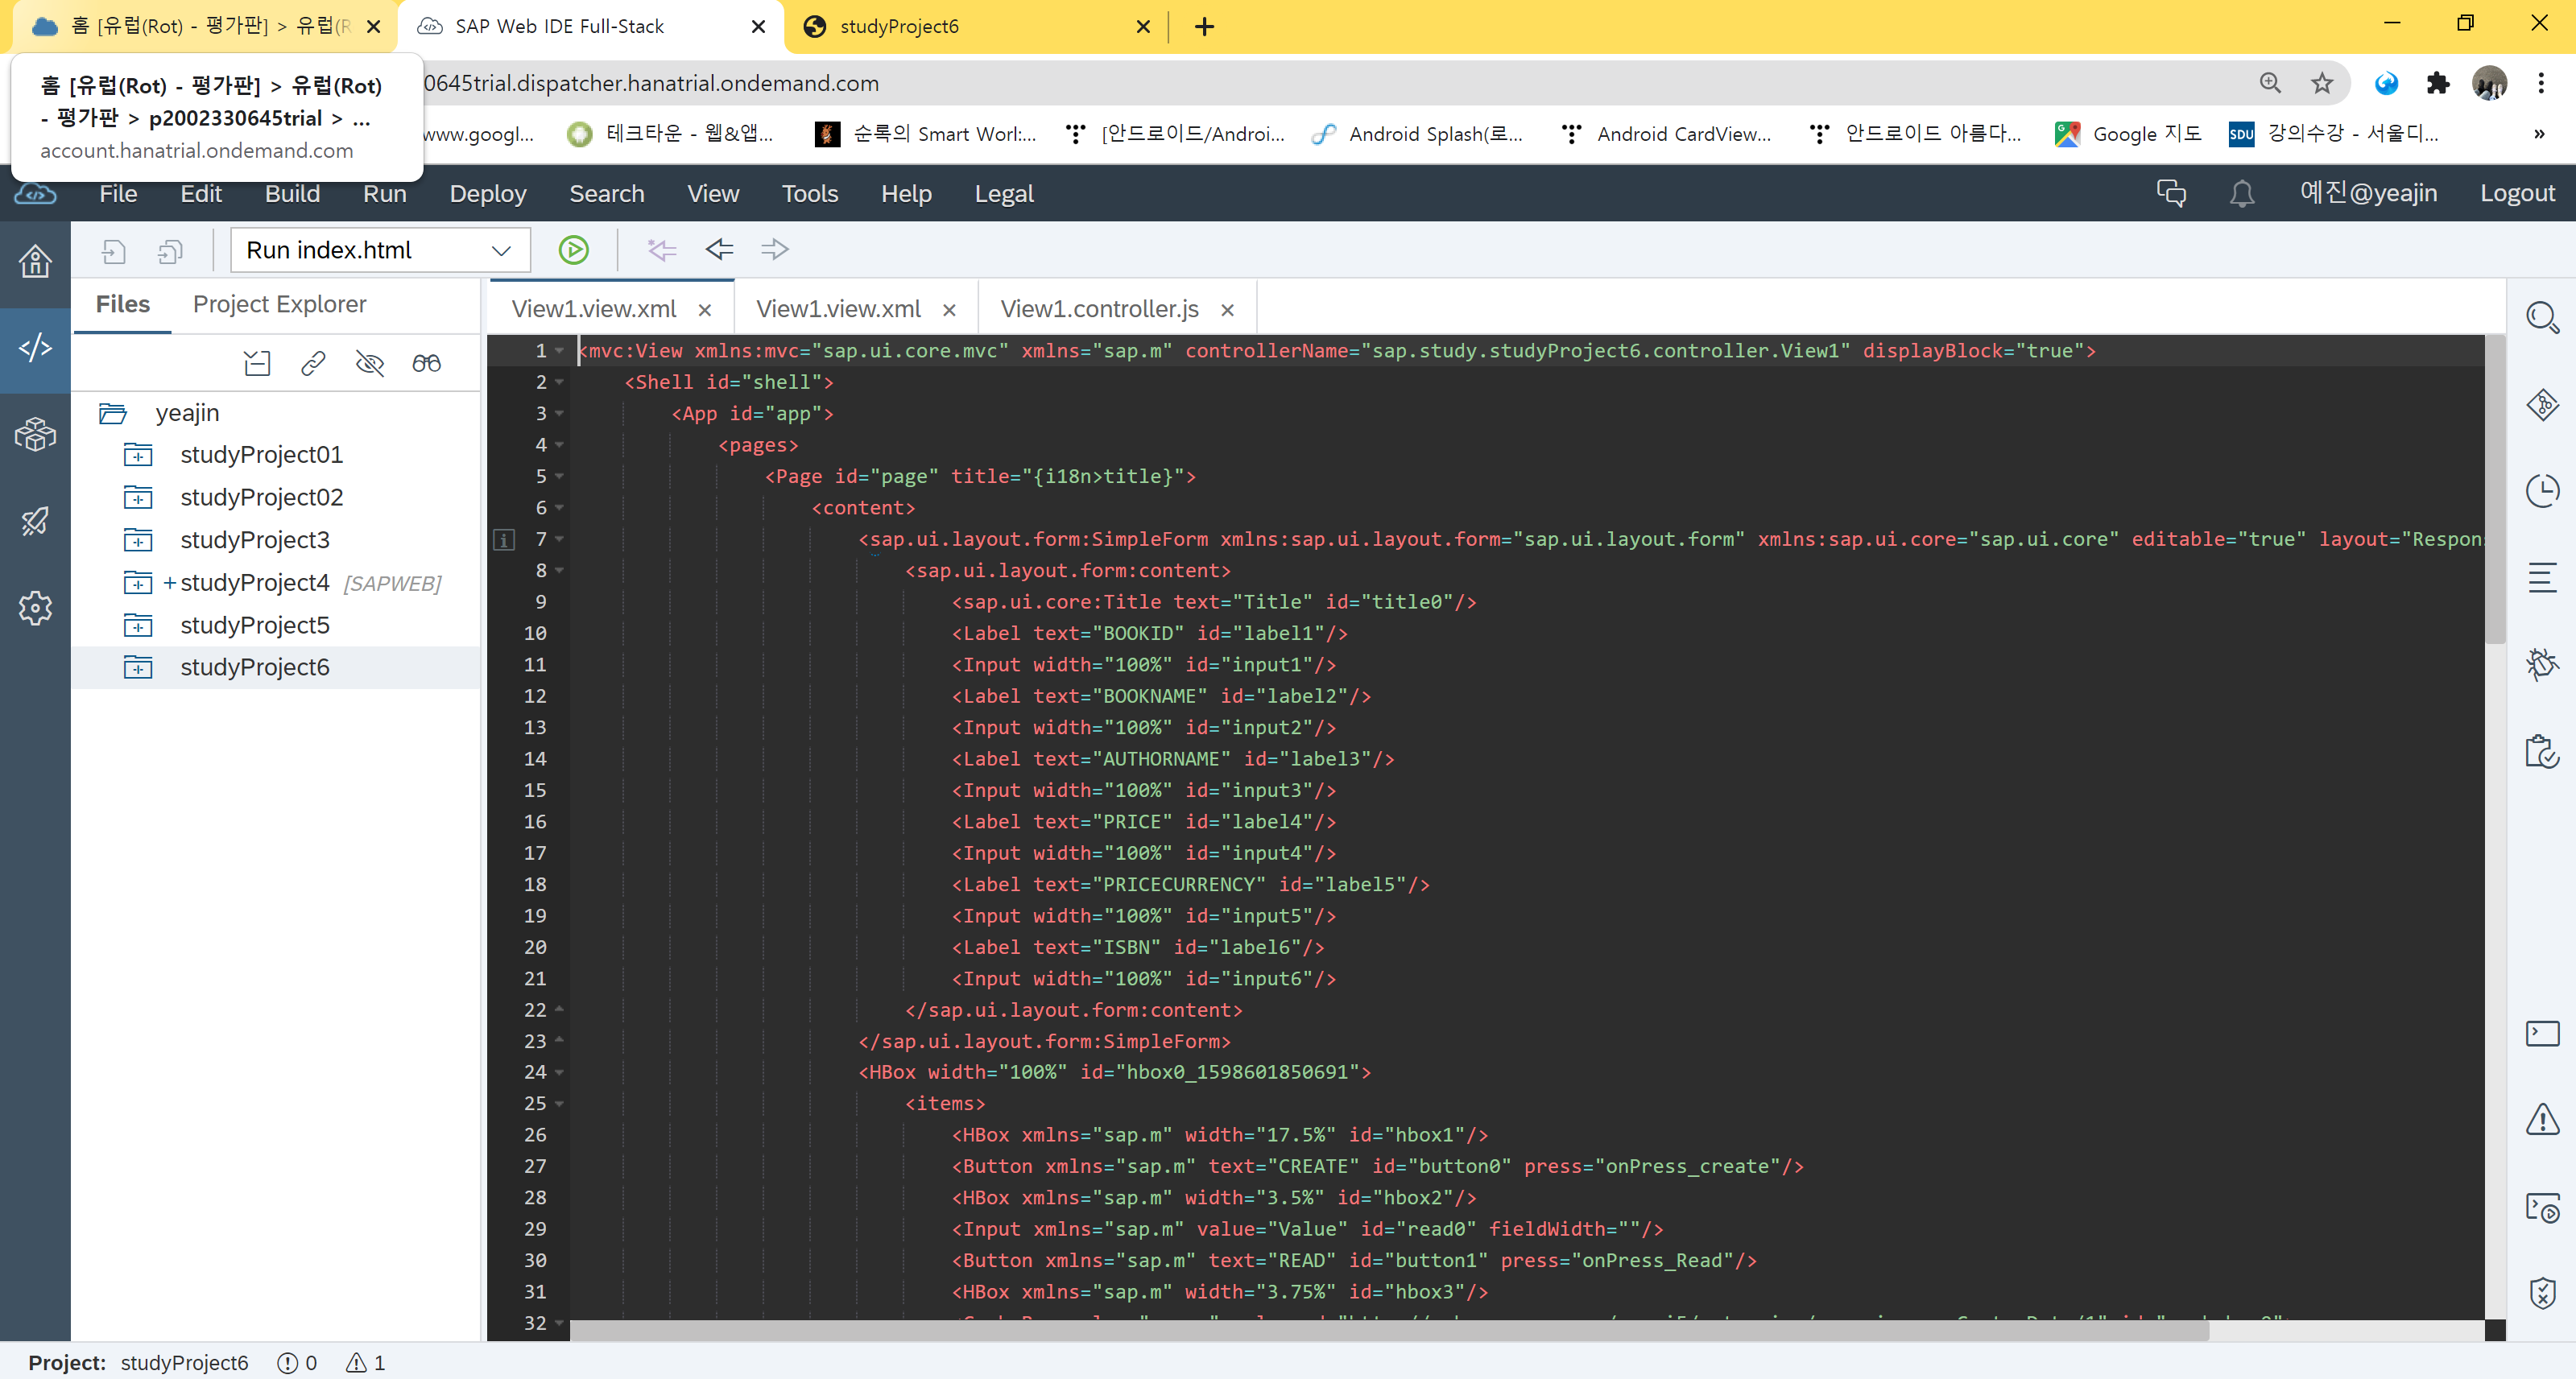 홈 [유럽(Rot) - 평가판] > 유럽(R
SAP Web IDE Full-Stack
studyProject6
홈 [유럽(Rot) - 평가판] > 유럽(Rot)
- 평가판 > p2002330645trial > ...
account.hanatrial.ondemand.com
0645trial.dispatcher.hanatrial.ondemand.com
www.googl...
테크타운 - 웹&앱...
순록의 Smart Worl:...
[안드로이드/Androi...
Android Splash(로...
Android CardView...
안드로이드 아름다...
Google 지도
SDU
강의수강 - 서울디...
»
File
Edit
Build
Run
Deploy
Search
View
Tools
Help
Legal
예진@yeajin
Logout
Run index.html
Files
Project Explorer
View1.view.xml
View1.view.xml
View1.controller.js
yeajin
studyProject01
studyProject02
studyProject3
+ studyProject4 [SAPWEB]
studyProject5
studyProject6
1 <mvc:View xmlns:mvc="sap.ui.core.mvc" xmlns="sap.m" controllerName="sap.study.studyProject6.controller.View1" displayBlock="true">
2 <Shell id="shell">
3 <App id="app">
4 <pages>
5 <Page id="page" title="{i18n>title}">
6 <content>
7 <sap.ui.layout.form:SimpleForm xmlns:sap.ui.layout.form="sap.ui.layout.form" xmlns:sap.ui.core="sap.ui.core" editable="true" layout="Respon
8 <sap.ui.layout.form:content>
9 <sap.ui.core:Title text="Title" id="title0"/>
10 <Label text="BOOKID" id="label1"/>
11 <Input width="100%" id="input1"/>
12 <Label text="BOOKNAME" id="label2"/>
13 <Input width="100%" id="input2"/>
14 <Label text="AUTHORNAME" id="label3"/>
15 <Input width="100%" id="input3"/>
16 <Label text="PRICE" id="label4"/>
17 <Input width="100%" id="input4"/>
18 <Label text="PRICECURRENCY" id="label5"/>
19 <Input width="100%" id="input5"/>
20 <Label text="ISBN" id="label6"/>
21 <Input width="100%" id="input6"/>
22 </sap.ui.layout.form:content>
23 </sap.ui.layout.form:SimpleForm>
24 <HBox width="100%" id="hbox0_1598601850691">
25 <items>
26 <HBox xmlns="sap.m" width="17.5%" id="hbox1"/>
27 <Button xmlns="sap.m" text="CREATE" id="button0" press="onPress_create"/>
28 <HBox xmlns="sap.m" width="3.5%" id="hbox2"/>
29 <Input xmlns="sap.m" value="Value" id="read0" fieldWidth=""/>
30 <Button xmlns="sap.m" text="READ" id="button1" press="onPress_Read"/>
31 <HBox xmlns="sap.m" width="3.75%" id="hbox3"/>
32
Project: studyProject6
0
1